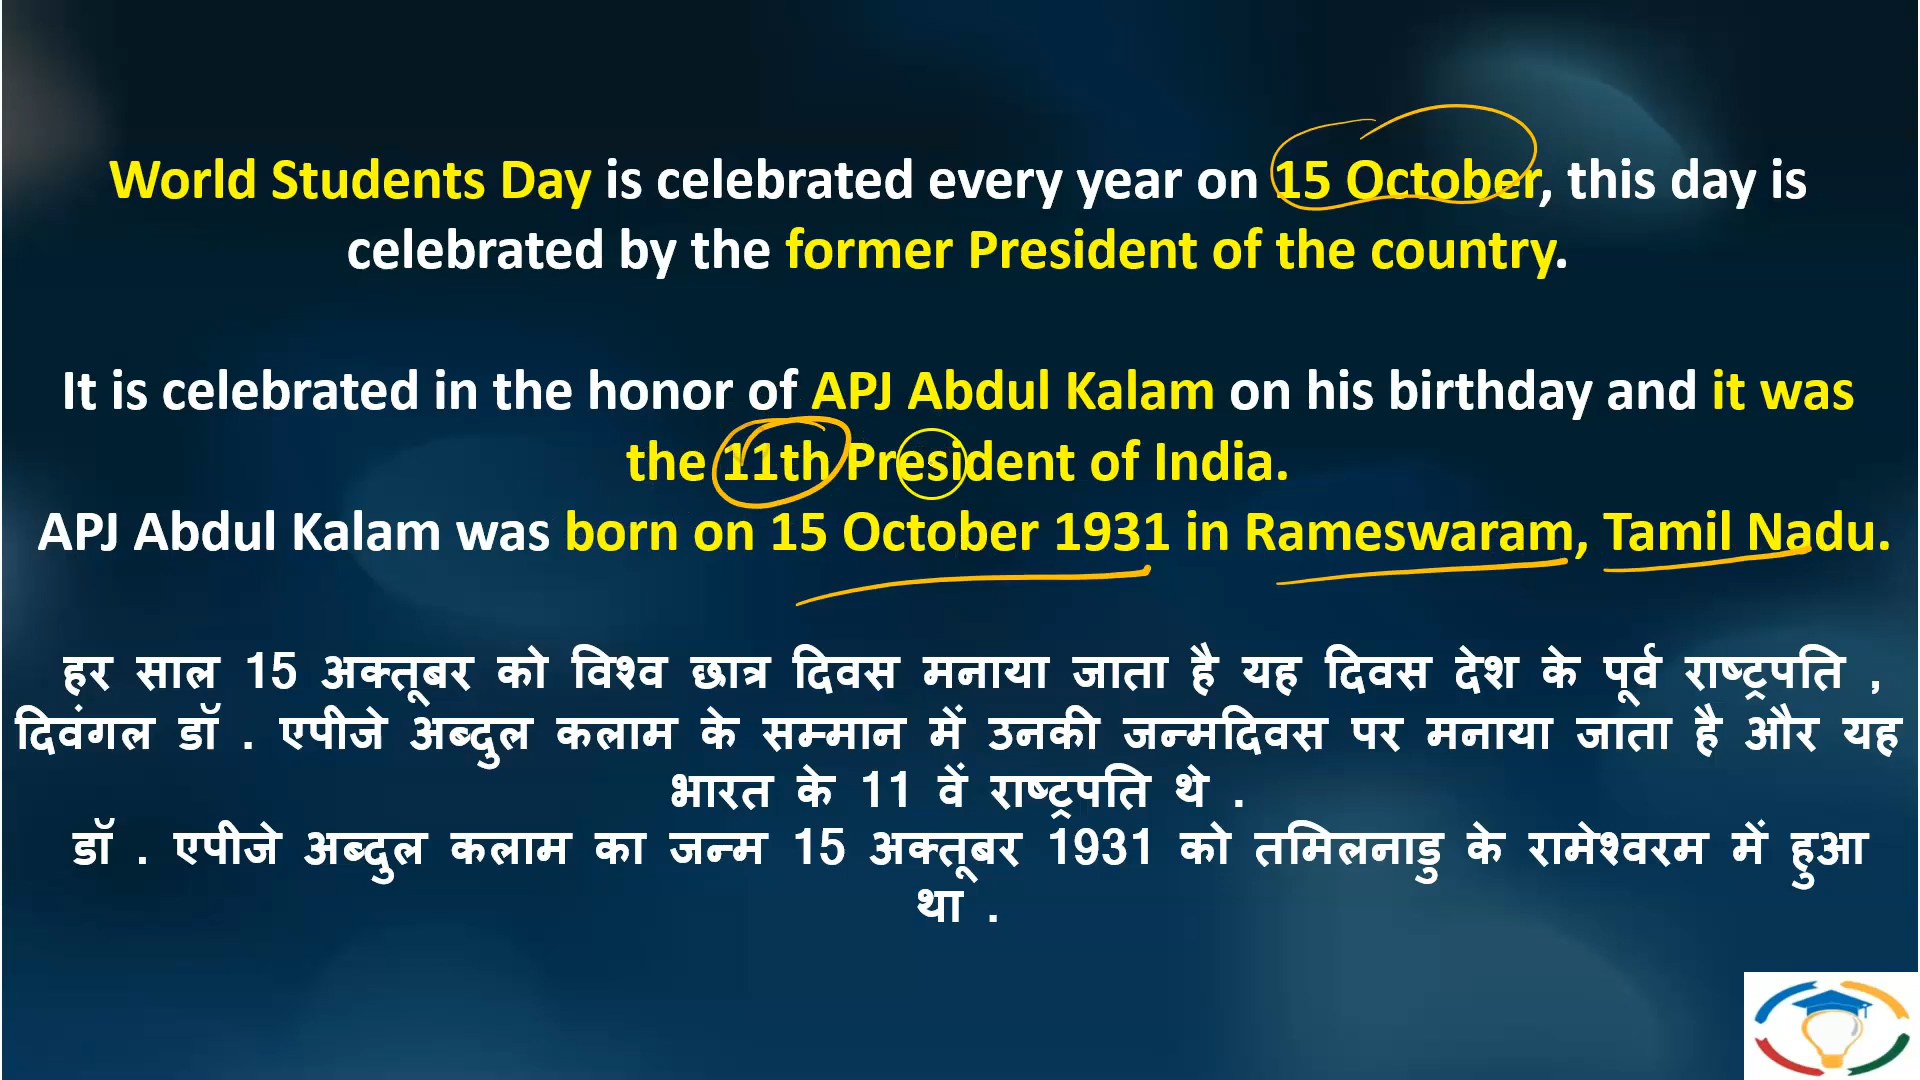 World Students Day is celebrated every year on 15 October, this day is
celebrated by the former President of the country.
It is celebrated in the honor of APJ Abdul Kalam on his birthday and it was
the 11th President of India.
APJ Abdul Kalam was born on 15 October 1931 in Rameswaram, Tamil Nadu.
हर साल 15 अक्तूबर को विश्व छात्र दिवस मनाया जाता है यह दिवस देश के पूर्व राष्ट्रपति ,
दिवंगल डॉ . एपीजे अब्दुल कलाम के सम्मान में उनकी जन्मदिवस पर मनाया जाता है और यह
भारत के 11 वें राष्ट्रपति थे .
डॉ . एपीजे अब्दुल कलाम का जन्म 15 अक्तूबर 1931 को तमिलनाडु के रामेश्वरम में हुआ
था .